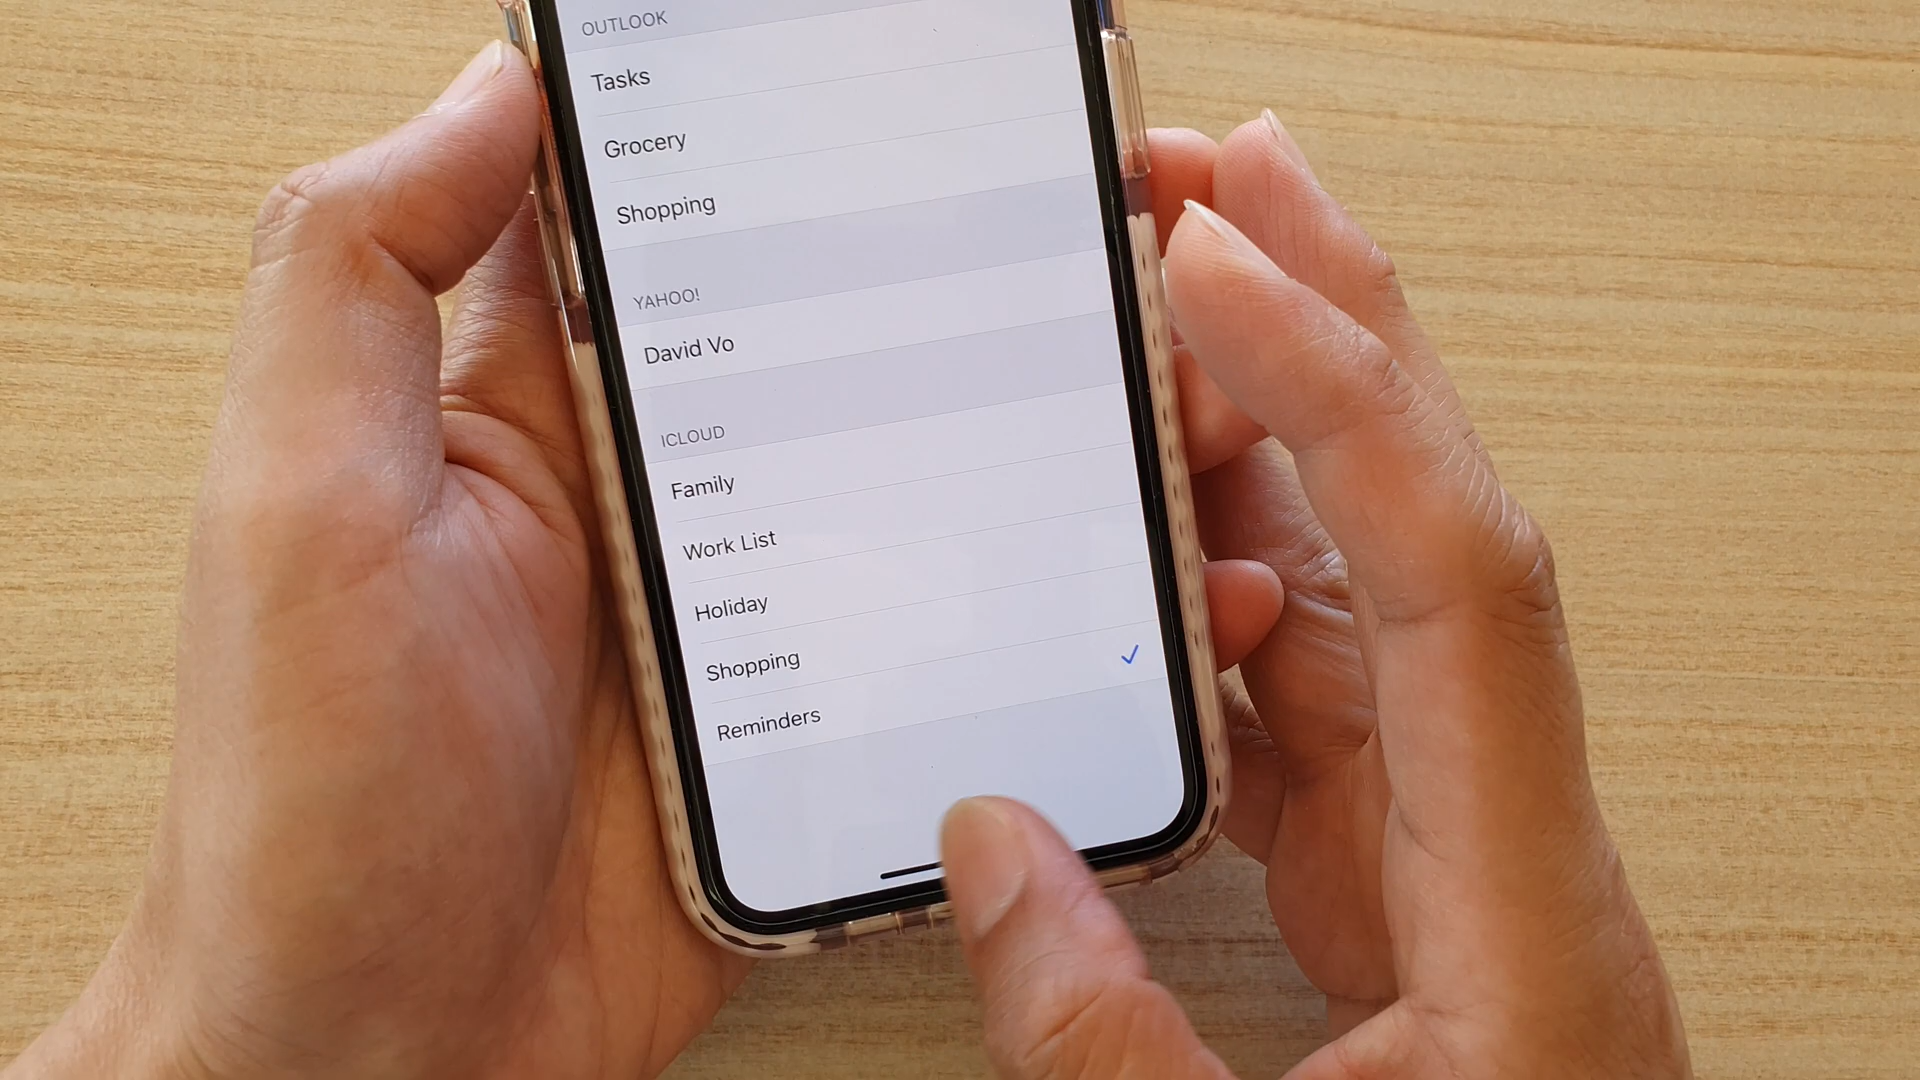 OUTLOOK
Tasks
Grocery
Shopping
YAHOO!
David Vo
ICLOUD
Family
Work List
Holiday
Shopping
Reminders